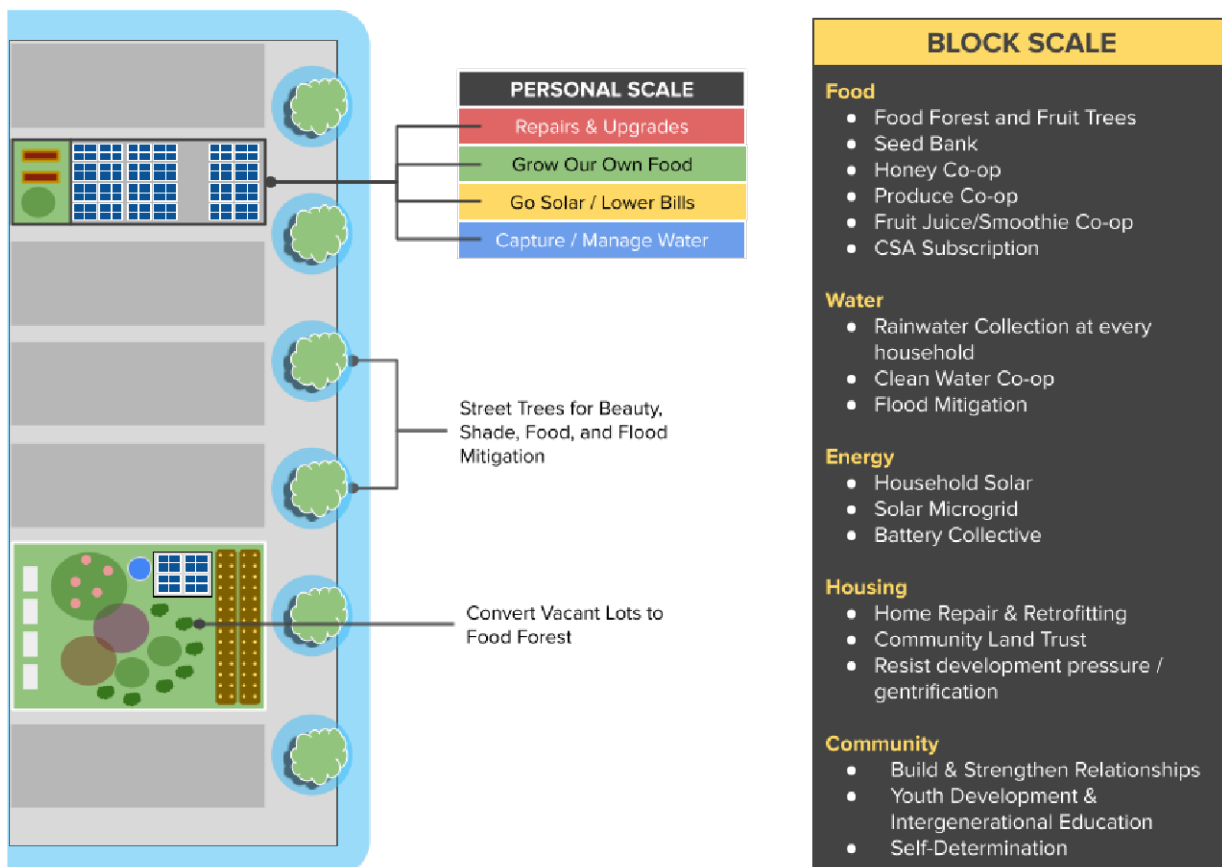 PERSONAL SCALE
Repairs & Upgrades
Grow Our Own Food
Go Solar / Lower Bills
Capture / Manage Water
Street Trees for Beauty,
Shade, Food, and Flood
Mitigation
Convert Vacant Lots to
Food Forest
BLOCK SCALE
Food
● Food Forest and Fruit Trees
● Seed Bank
● Honey Co-op
● Produce Co-op
● Fruit Juice/Smoothie Co-op
● CSA Subscription
Water
● Rainwater Collection at every
household
● Clean Water Co-op
● Flood Mitigation
Energy
● Household Solar
● Solar Microgrid
● Battery Collective
Housing
● Home Repair & Retrofitting
● Community Land Trust
● Resist development pressure /
gentrification
Community
● Build & Strengthen Relationships
● Youth Development &
Intergenerational Education
● Self-Determination